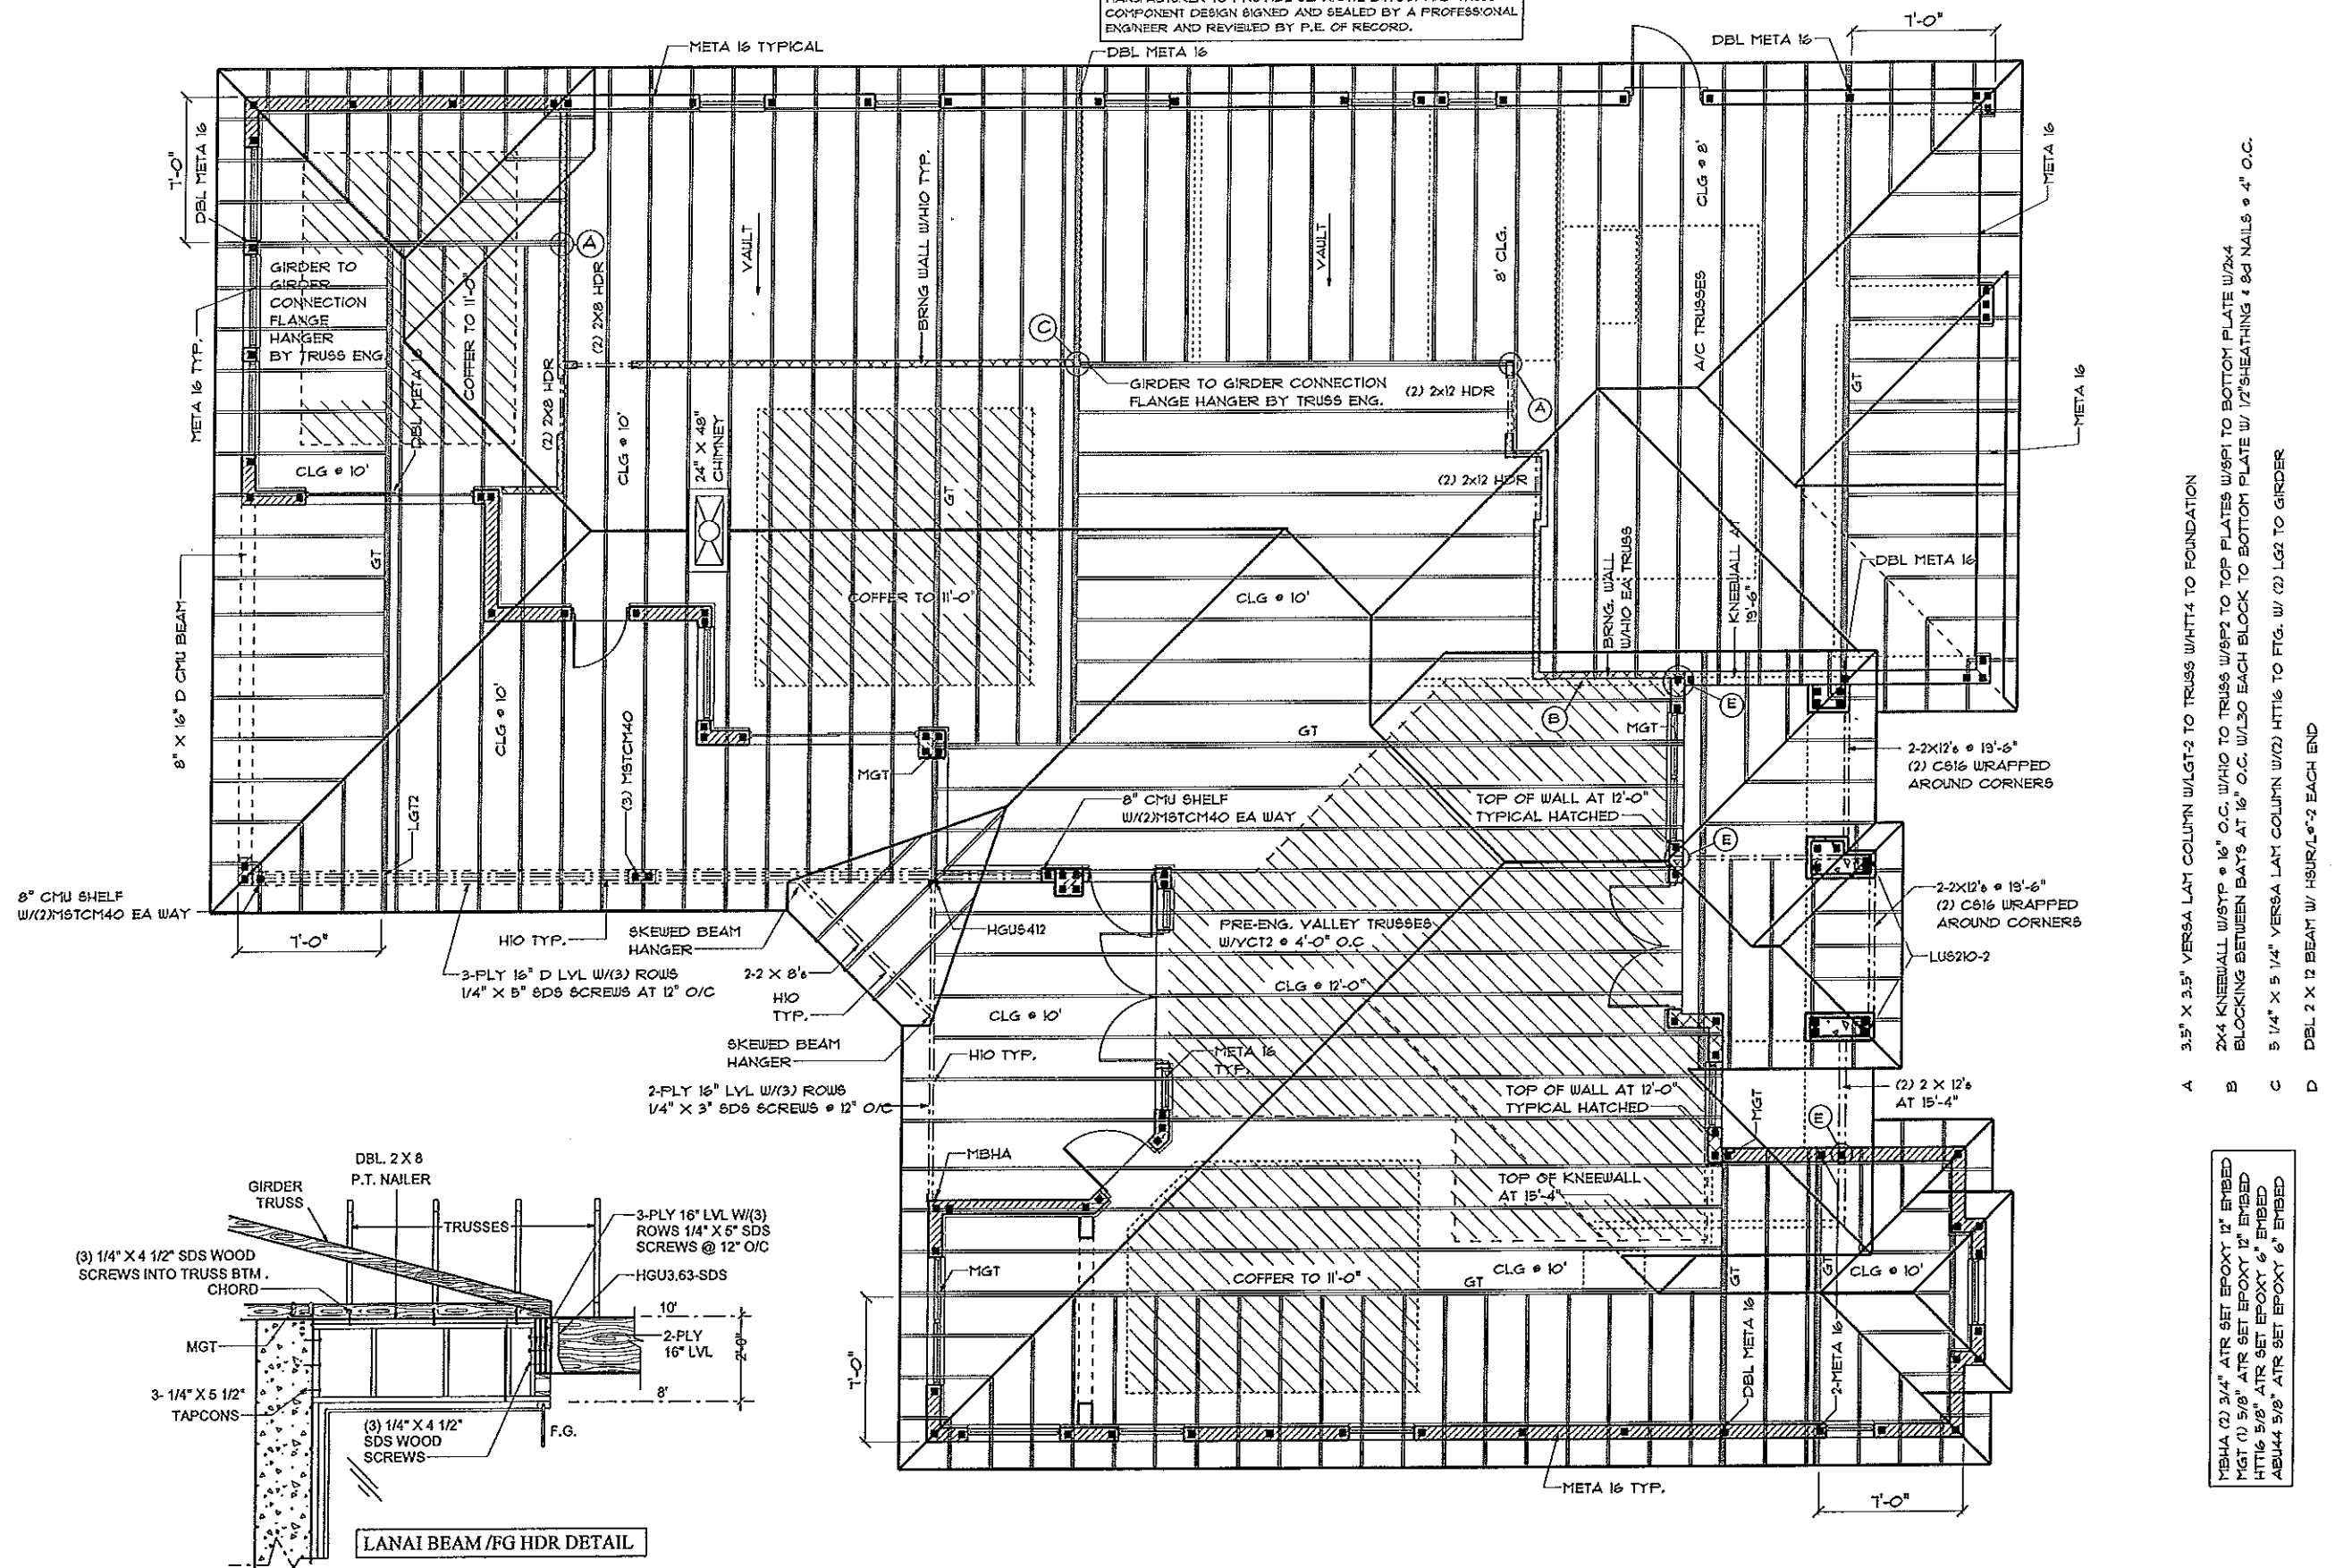 COMPONENT DESIGN SIGNED AND SEALED BY A PROFESSIONAL
ENGINEER AND REVIEWED BY P.E. OF RECORD.
META 16 TYPICAL
DBL META 16
DBL META 16
7'-0"
7'-0"
DBL META 16
META 16
A
GIRDER TO
GIRDER
CONNECTION
FLANGE
HANGER
BY TRUSS ENG
COFFER TO 11'-0"
(2) 2X8 HDR
VAULT
BRNG WALL W/H10 TYP.
VAULT
8' CLG.
CLG @ 8'
A/C TRUSSES
META 16 TYP.
DBL META 16
(2) 2X8 HDR
CLG @ 10'
C
GIRDER TO GIRDER CONNECTION
FLANGE HANGER BY TRUSS ENG.
(2) 2x12 HDR
A
GT
META 16
CLG @ 10'
24" X 48"
CHIMNEY
GT
(2) 2x12 HDR
GT
8" X 16" D CMU BEAM
COFFER TO 11'-0"
CLG @ 10'
BRNG. WALL
W/H10 EA TRUSS
KNEEWALL AT
19'-6"
DBL META 16
CLG @ 10'
(3) MSTCM40
GT
B
E
MGT
MGT
2-2X12's @ 19'-6"
(2) CS16 WRAPPED
AROUND CORNERS
LGT2
8" CMU SHELF
W/(2)MSTCM40 EA WAY
TOP OF WALL AT 12'-0"
TYPICAL HATCHED
E
8" CMU SHELF
W/(2)MSTCM40 EA WAY
7'-0"
H10 TYP.
SKEWED BEAM
HANGER
HGUS412
PRE-ENG. VALLEY TRUSSES
W/VCT2 @ 4'-0" O.C
2-2X12's @ 19'-6"
(2) CS16 WRAPPED
AROUND CORNERS
LUS210-2
3-PLY 16" D LVL W/(3) ROWS
1/4" X 5" SDS SCREWS AT 12" O/C
2-2 X 8's
H10
TYP.
CLG @ 12'-0"
CLG @ 10'
SKEWED BEAM
HANGER
H10 TYP.
META 16
TYP.
2-PLY 16" LVL W/(3) ROWS
1/4" X 3" SDS SCREWS @ 12" O/C
TOP OF WALL AT 12'-0"
TYPICAL HATCHED
MGT
(2) 2 X 12's
AT 15'-4"
E
MBHA
TOP OF KNEEWALL
AT 15'-4"
MGT
COFFER TO 11'-0"
GT
CLG @ 10'
GT
GT
CLG @ 10'
7'-0"
DBL META 16
2-META 16
META 16 TYP.
7'-0"
DBL. 2 X 8
P.T. NAILER
GIRDER
TRUSS
TRUSSES
3-PLY 16" LVL W/(3)
ROWS 1/4" X 5" SDS
SCREWS @ 12" O/C
(3) 1/4" X 4 1/2" SDS WOOD
SCREWS INTO TRUSS BTM.
CHORD
HGU3.63-SDS
10'
MGT
2-PLY
16" LVL
2'-0"
3- 1/4" X 5 1/2"
TAPCONS
8'
(3) 1/4" X 4 1/2"
SDS WOOD
SCREWS
F.G.
LANAI BEAM /FG HDR DETAIL
A 3.5" X 3.5" VERSA LAM COLUMN W/LGT-2 TO TRUSS W/HTT4 TO FOUNDATION
B 2X4 KNEEWALL W/SYP @ 16" O.C. W/H10 TO TRUSS W/SP2 TO TOP PLATES W/SP1 TO BOTTOM PLATE W/2x4
BLOCKING BETWEEN BAYS AT 16" O.C. W/L30 EACH BLOCK TO BOTTOM PLATE W/ 1/2"SHEATHING & 8d NAILS @ 4" O.C.
C 5 1/4" X 5 1/4" VERSA LAM COLUMN W/(2) HTT16 TO FTG. W/ (2) LG2 TO GIRDER
D DBL 2 X 12 BEAM W/ EACH END
MBHA (2) 3/4" ATR SET EPOXY 12" EMBED
MGT (1) 5/8" ATR SET EPOXY 12" EMBED
HTT16 5/8" ATR SET EPOXY 6" EMBED
ABU44 5/8" ATR SET EPOXY 6" EMBED